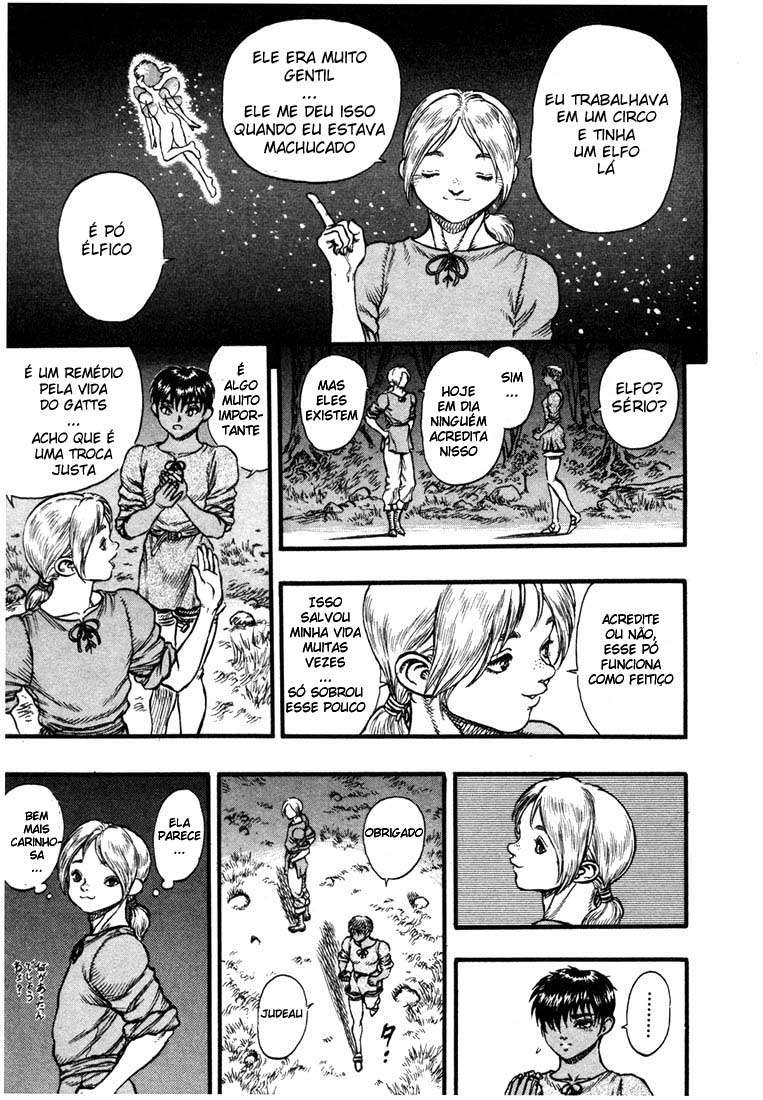 EU TRABALHAVA
EM UM CIRCO
E TINHA
UM ELFO
LÁ
ELE ERA MUITO
GENTIL
...
ELE ME DEU ISSO
QUANDO EU ESTAVA
MACHUCADO
É PÓ
ÉLFICO
ELFO?
SÉRIO?
SIM
...
HOJE
EM DIA
NINGUÉM
ACREDITA
NISSO
MAS
ELES
EXISTEM
É
ALGO
MUITO
IMPOR-
TANTE
É UM REMÉDIO
PELA VIDA
DO GATTS
...
ACHO QUE É
UMA TROCA
JUSTA
ACREDITE
OU NÃO,
ESSE PÓ
FUNCIONA
COMO FEITIÇO
ISSO
SALVOU
MINHA VIDA
MUITAS
VEZES
...
SÓ SOBROU
ESSE POUCO
........
OBRIGADO
JUDEAU
ELA
PARECE
...
BEM
MAIS
CARINHO-
SA
...